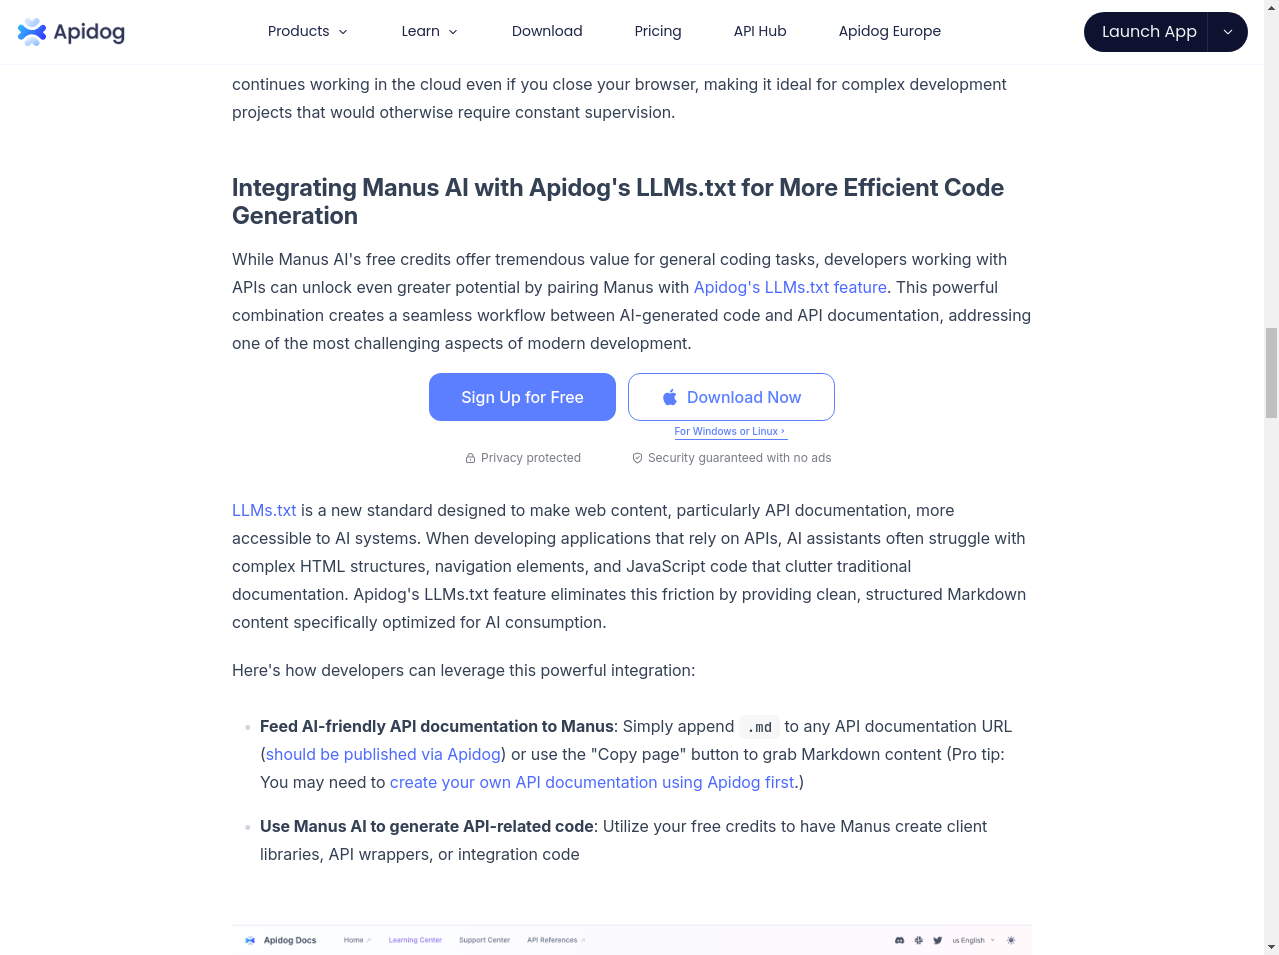 Apidog
Products
Learn
Download
Pricing
API Hub
Apidog Europe
Launch App
continues working in the cloud even if you close your browser, making it ideal for complex development
projects that would otherwise require constant supervision.
Integrating Manus AI with Apidog's LLMs.txt for More Efficient Code
Generation
While Manus AI's free credits offer tremendous value for general coding tasks, developers working with
APIs can unlock even greater potential by pairing Manus with Apidog's LLMs.txt feature. This powerful
combination creates a seamless workflow between AI-generated code and API documentation, addressing
one of the most challenging aspects of modern development.
Sign Up for Free
Download Now
For Windows or Linux ›
Privacy protected
Security guaranteed with no ads
LLMs.txt is a new standard designed to make web content, particularly API documentation, more
accessible to AI systems. When developing applications that rely on APIs, AI assistants often struggle with
complex HTML structures, navigation elements, and JavaScript code that clutter traditional
documentation. Apidog's LLMs.txt feature eliminates this friction by providing clean, structured Markdown
content specifically optimized for AI consumption.
Here's how developers can leverage this powerful integration:
Feed AI-friendly API documentation to Manus: Simply append .md to any API documentation URL
(should be published via Apidog) or use the "Copy page" button to grab Markdown content (Pro tip:
You may need to create your own API documentation using Apidog first.)
Use Manus AI to generate API-related code: Utilize your free credits to have Manus create client
libraries, API wrappers, or integration code
Apidog Docs
Home
Learning Center
Support Center
API References
us English